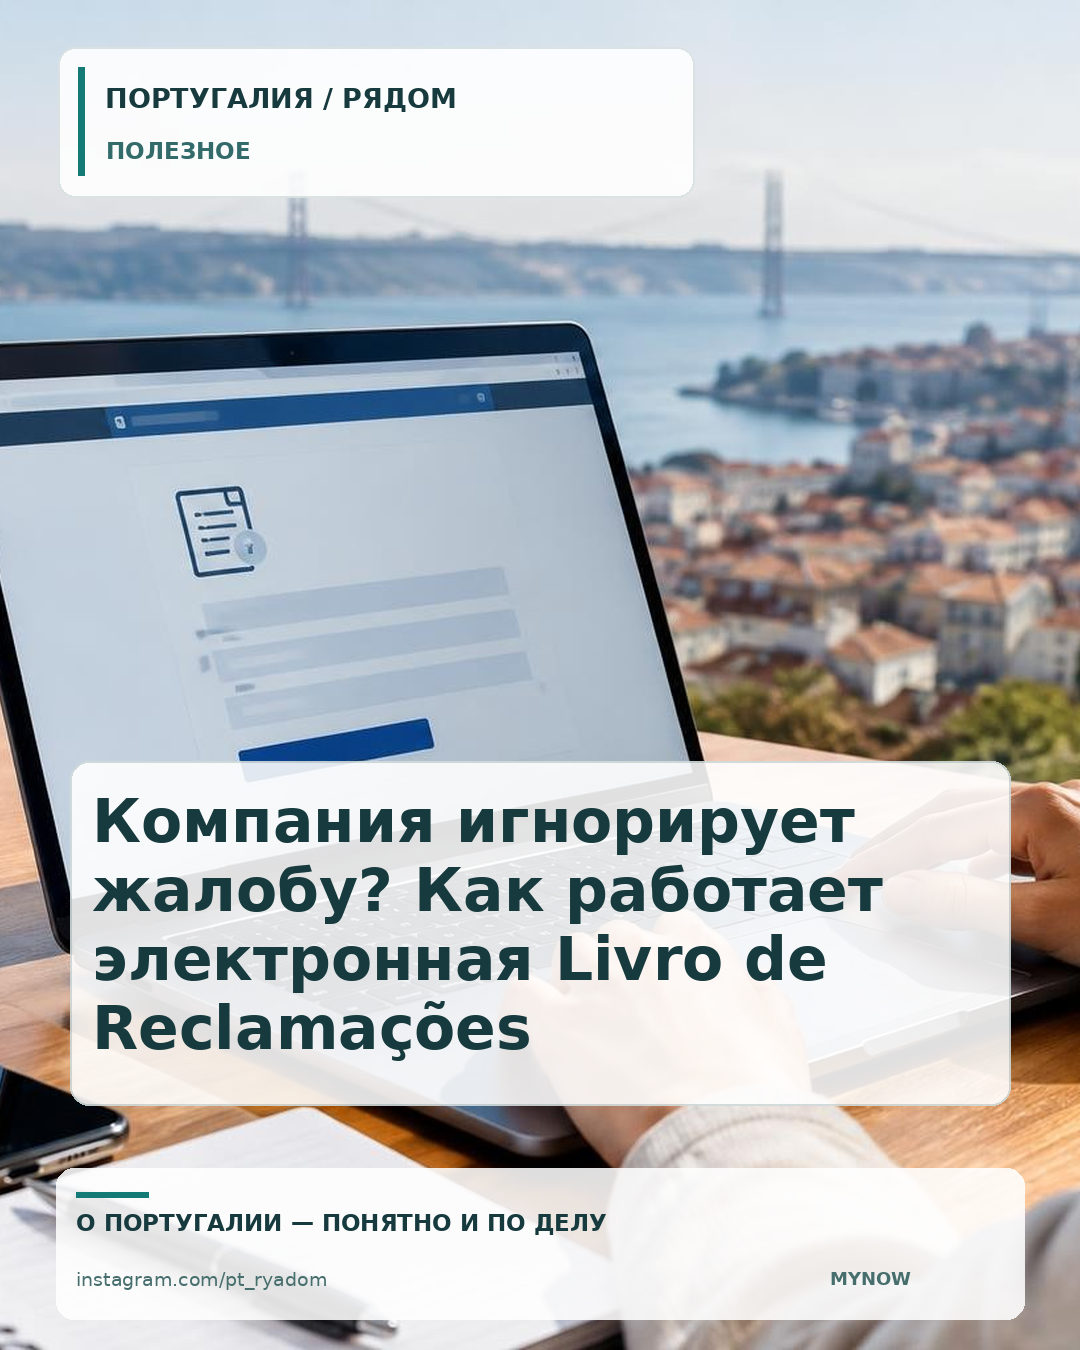 ПОРТУГАЛИЯ / РЯДОМ
ПОЛЕЗНОЕ
Компания игнорирует
жалобу? Как работает
электронная Livro de
Reclamações
О ПОРТУГАЛИИ — ПОНЯТНО И ПО ДЕЛУ
instagram.com/pt_ryadom
MYNOW